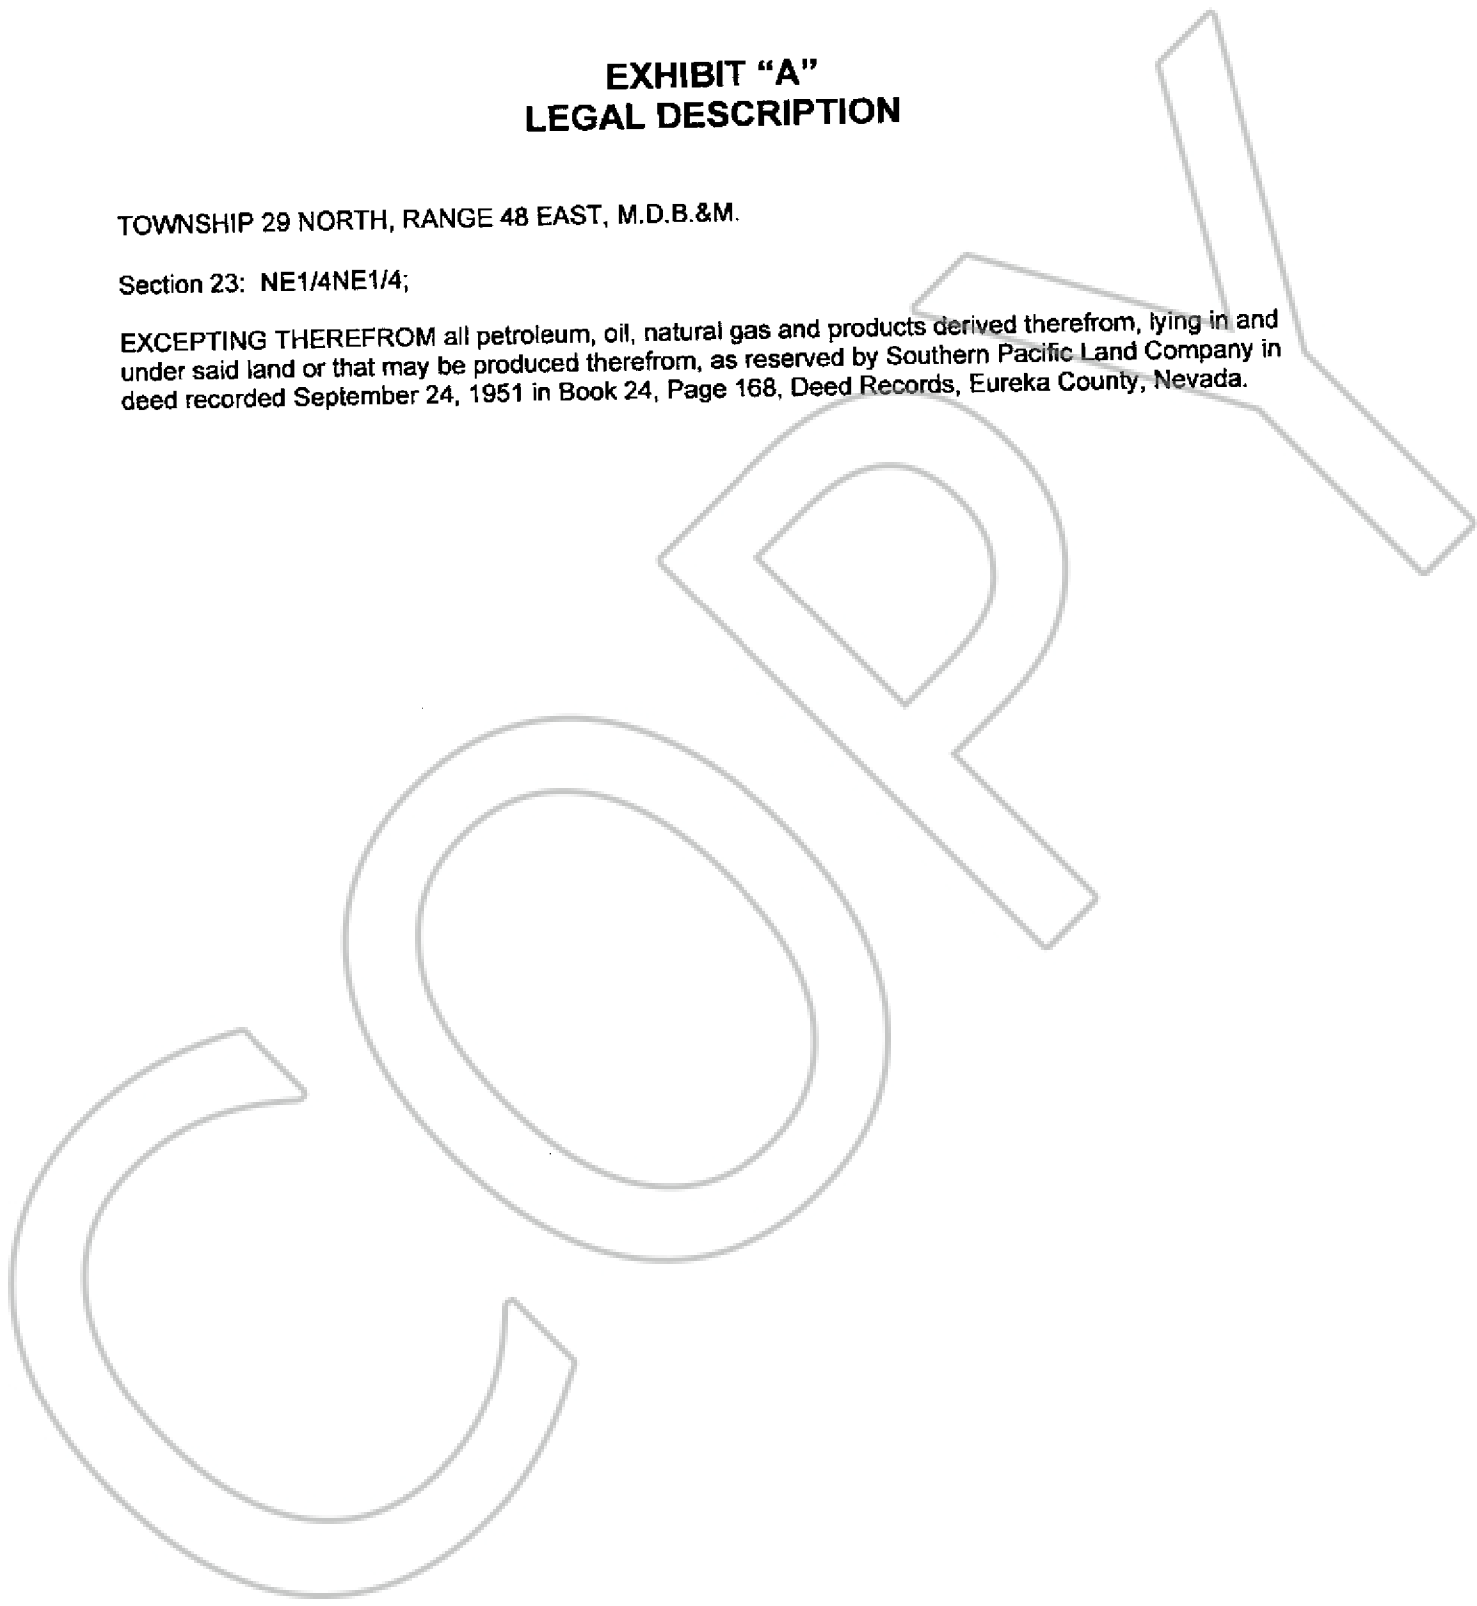 EXHIBIT “A”
LEGAL DESCRIPTION
TOWNSHIP 29 NORTH, RANGE 48 EAST, M.D.B.&M.
Section 23: NE1/4NE1/4;
EXCEPTING THEREFROM all petroleum, oil, natural gas and products derived therefrom, lying in and
under said land or that may be produced therefrom, as reserved by Southern Pacific Land Company in
deed recorded September 24, 1951 in Book 24, Page 168, Deed Records, Eureka County, Nevada.
COPY